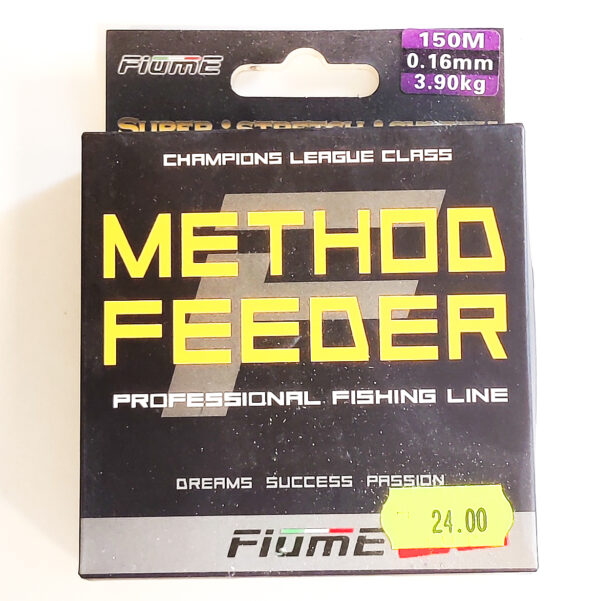 FiumE
150M
0.16mm
3.90kg
CHAMPIONS LEAGUE CLASS
METHOD
FEEDER
PROFESSIONAL FISHING LINE
DREAMS SUCCESS PASSION
24.00
FiumE